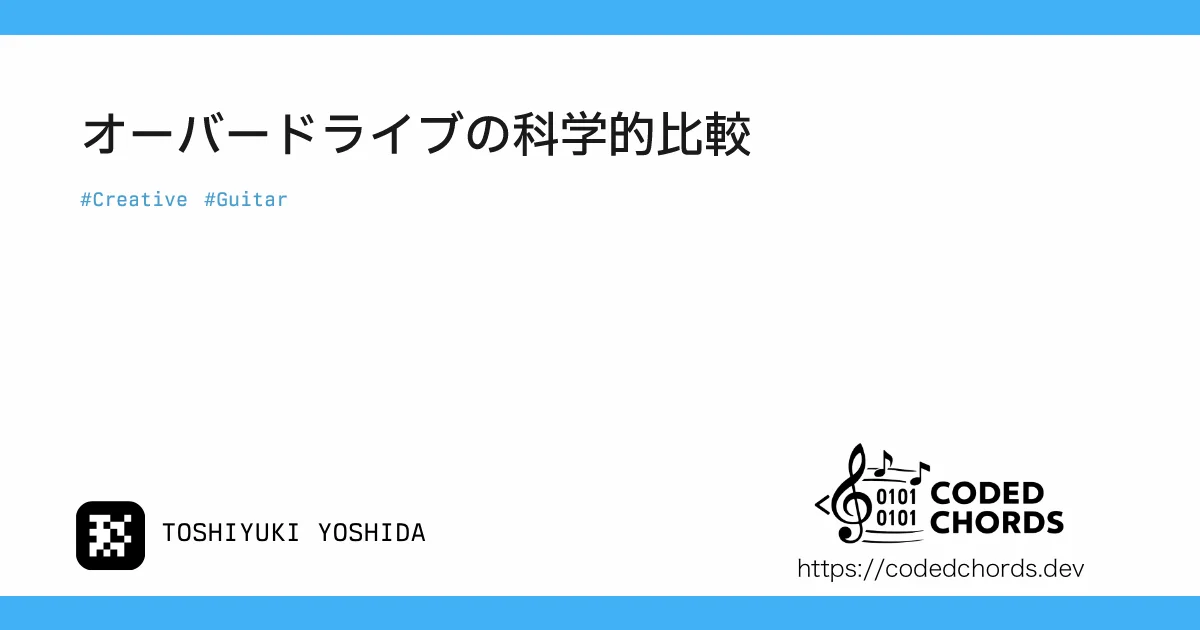 オーバードライブの科学的比較
#Creative #Guitar
TOSHIYUKI YOSHIDA
0101
0101
CODED
CHORDS
https://codedchords.dev